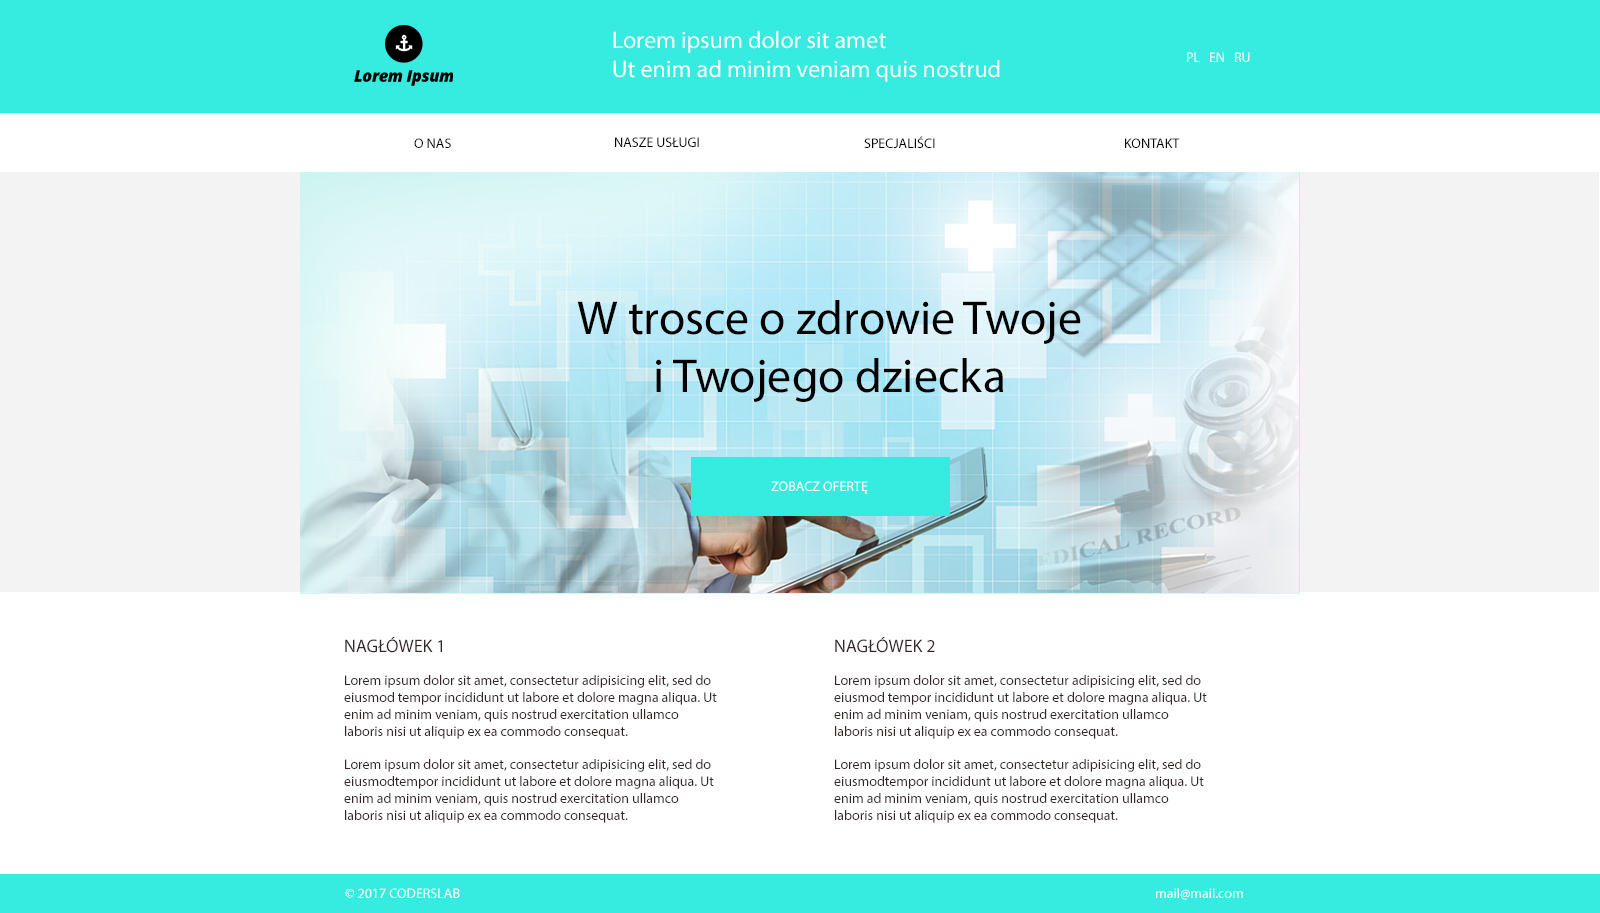 Lorem Ipsum
Lorem ipsum dolor sit amet
Ut enim ad minim veniam quis nostrud
PL EN RU
O NAS
NASZE USŁUGI
SPECJALIŚCI
KONTAKT
W trosce o zdrowie Twoje
i Twojego dziecka
ZOBACZ OFERTĘ
EDICAL RECORD
NAGŁÓWEK 1
Lorem ipsum dolor sit amet, consectetur adipisicing elit, sed do
eiusmod tempor incididunt ut labore et dolore magna aliqua. Ut
enim ad minim veniam, quis nostrud exercitation ullamco
laboris nisi ut aliquip ex ea commodo consequat.
Lorem ipsum dolor sit amet, consectetur adipisicing elit, sed do
eiusmodtempor incididunt ut labore et dolore magna aliqua. Ut
enim ad minim veniam, quis nostrud exercitation ullamco
laboris nisi ut aliquip ex ea commodo consequat.
NAGŁÓWEK 2
Lorem ipsum dolor sit amet, consectetur adipisicing elit, sed do
eiusmod tempor incididunt ut labore et dolore magna aliqua. Ut
enim ad minim veniam, quis nostrud exercitation ullamco
laboris nisi ut aliquip ex ea commodo consequat.
Lorem ipsum dolor sit amet, consectetur adipisicing elit, sed do
eiusmodtempor incididunt ut labore et dolore magna aliqua. Ut
enim ad minim veniam, quis nostrud exercitation ullamco
laboris nisi ut aliquip ex ea commodo consequat.
© 2017 CODERSLAB
mail@mail.com